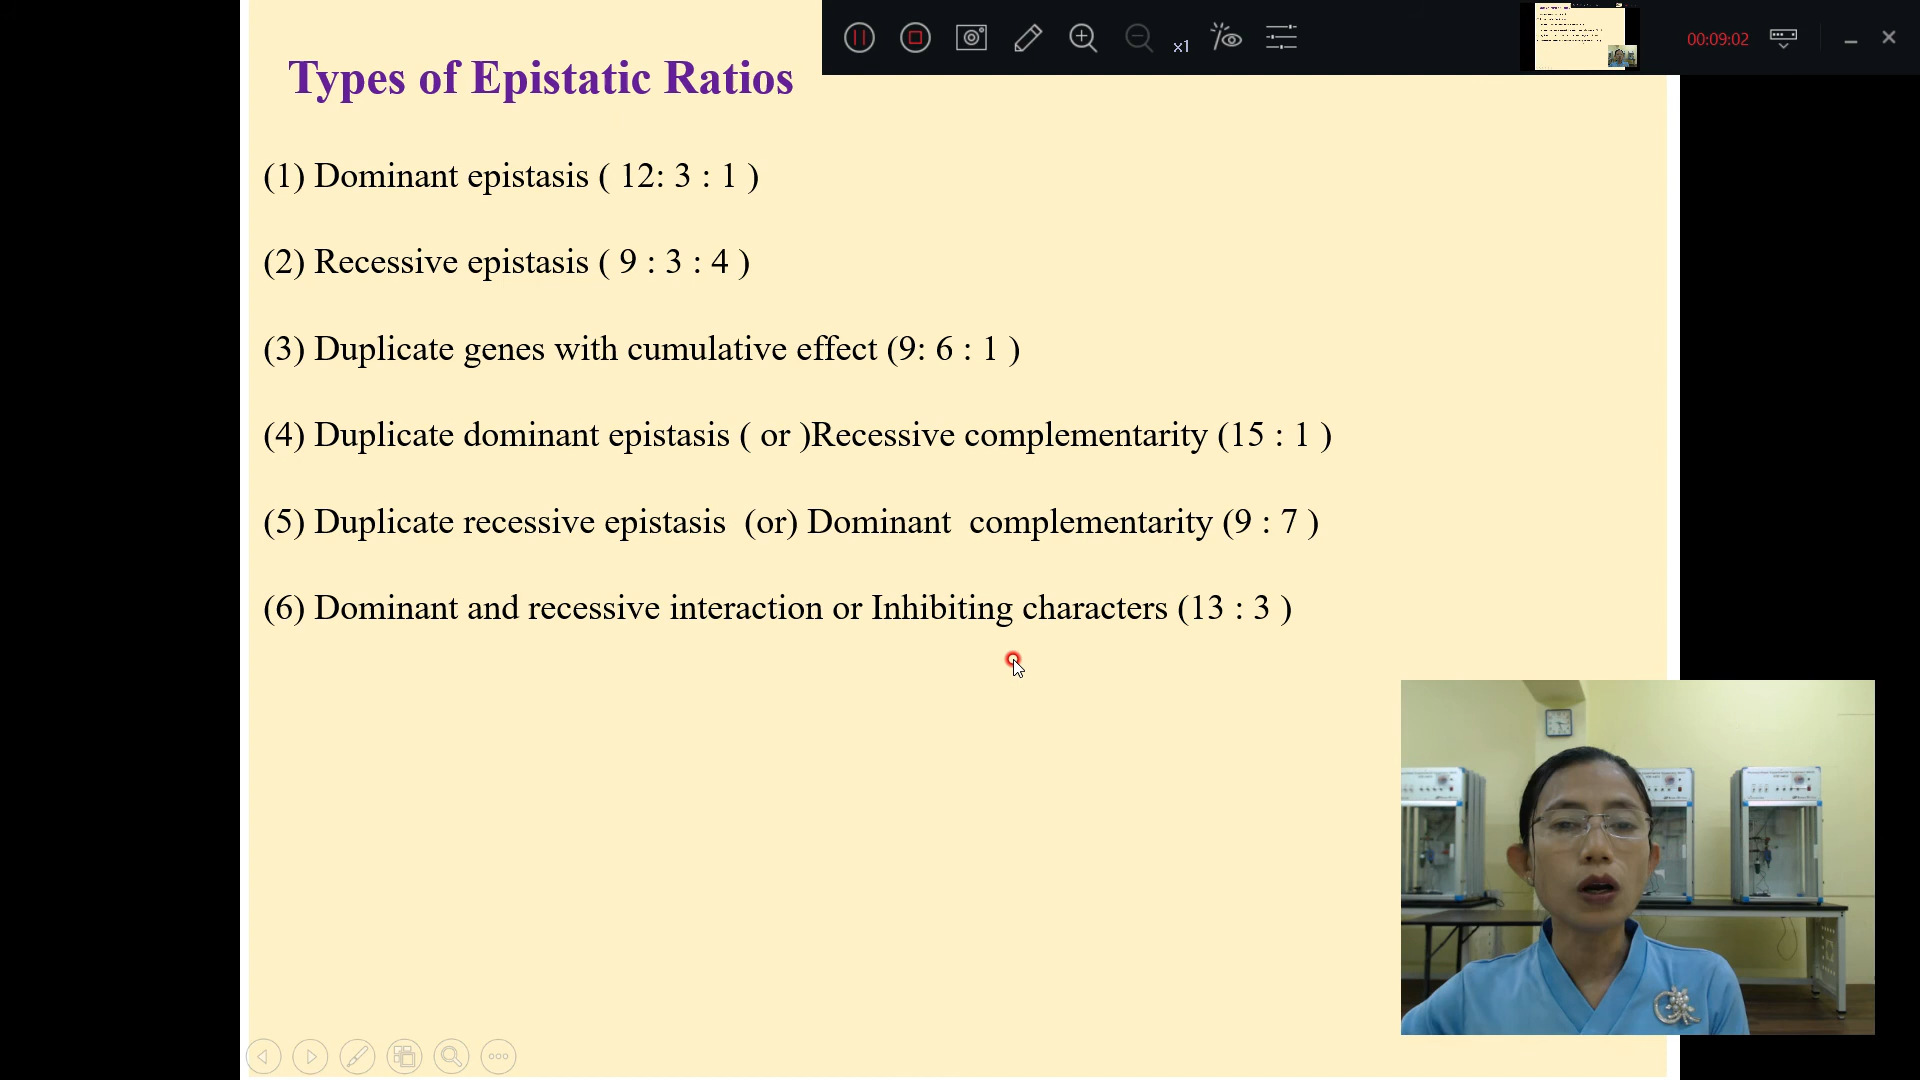 x1
00:09:02
Types of Epistatic Ratios
(1) Dominant epistasis ( 12: 3 : 1 )
(2) Recessive epistasis ( 9 : 3 : 4 )
(3) Duplicate genes with cumulative effect (9: 6 : 1 )
(4) Duplicate dominant epistasis ( or )Recessive complementarity (15 : 1 )
(5) Duplicate recessive epistasis  (or) Dominant  complementarity (9 : 7 )
(6) Dominant and recessive interaction or Inhibiting characters (13 : 3 )